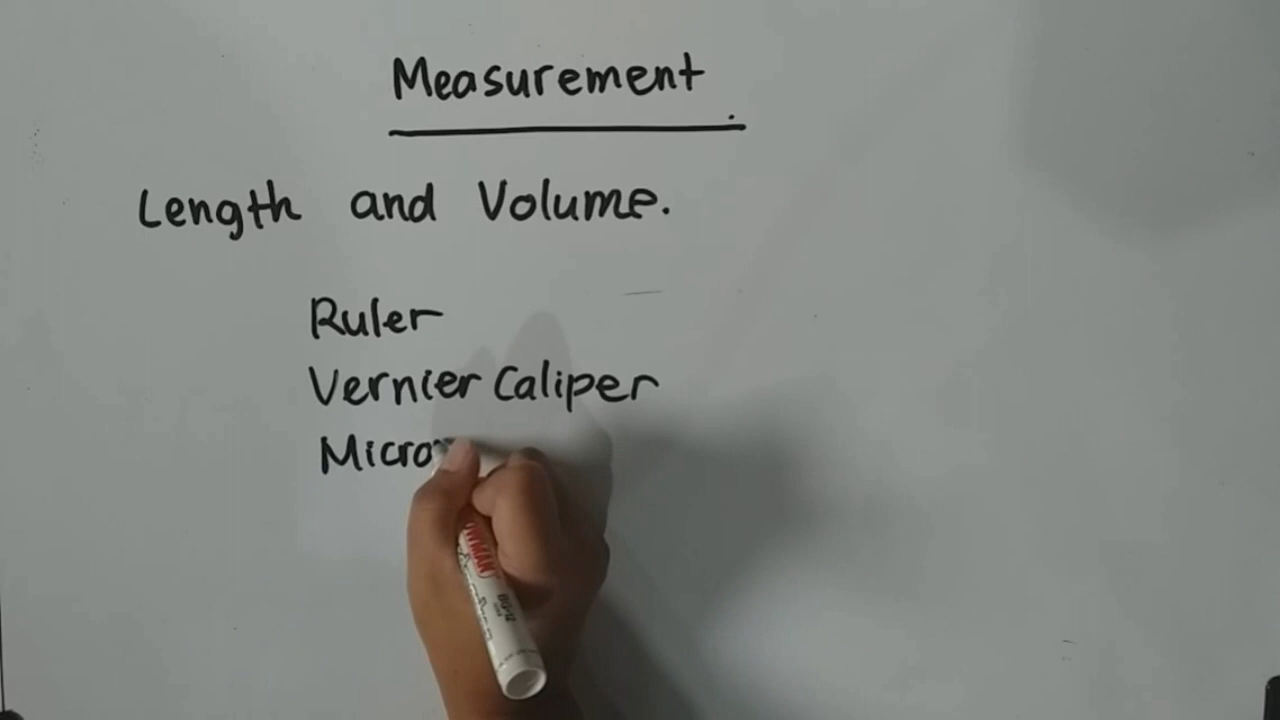 Measurement
Length and Volume.
Ruler
Vernier Caliper
Micro